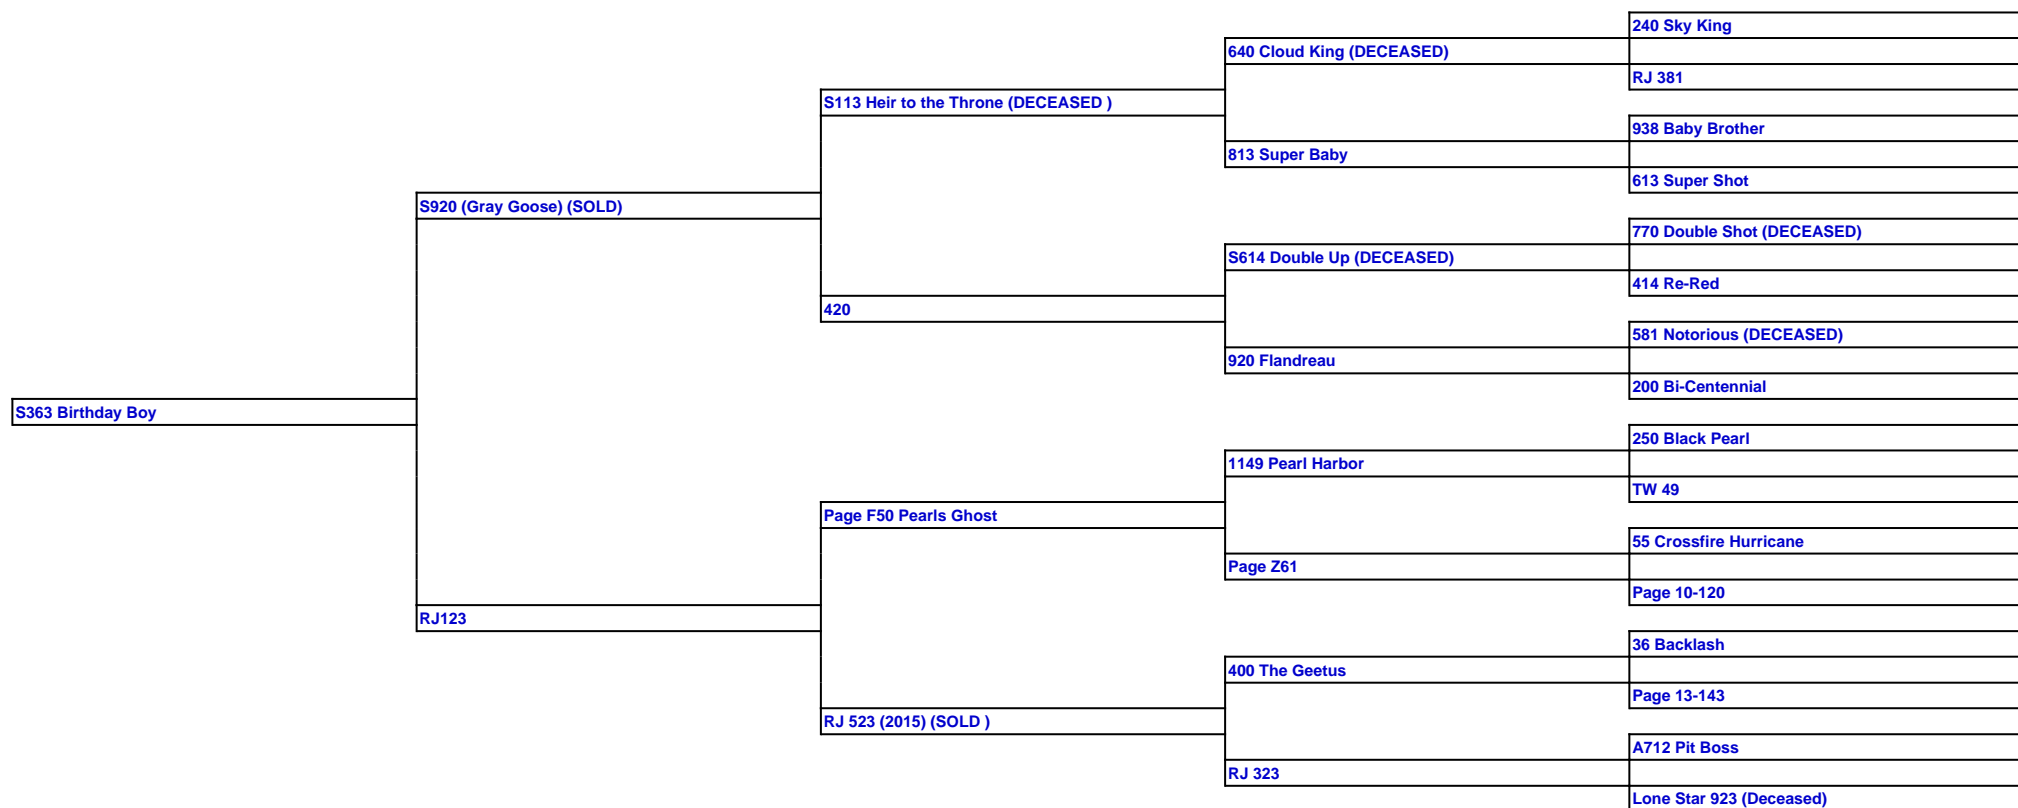 240 Sky King
640 Cloud King (DECEASED)
RJ 381
S113 Heir to the Throne (DECEASED )
938 Baby Brother
813 Super Baby
613 Super Shot
S920 (Gray Goose) (SOLD)
770 Double Shot (DECEASED)
S614 Double Up (DECEASED)
414 Re-Red
420
581 Notorious (DECEASED)
920 Flandreau
200 Bi-Centennial
S363 Birthday Boy
250 Black Pearl
1149 Pearl Harbor
TW 49
Page F50 Pearls Ghost
55 Crossfire Hurricane
Page Z61
Page 10-120
RJ123
36 Backlash
400 The Geetus
Page 13-143
RJ 523 (2015) (SOLD )
A712 Pit Boss
RJ 323
Lone Star 923 (Deceased)